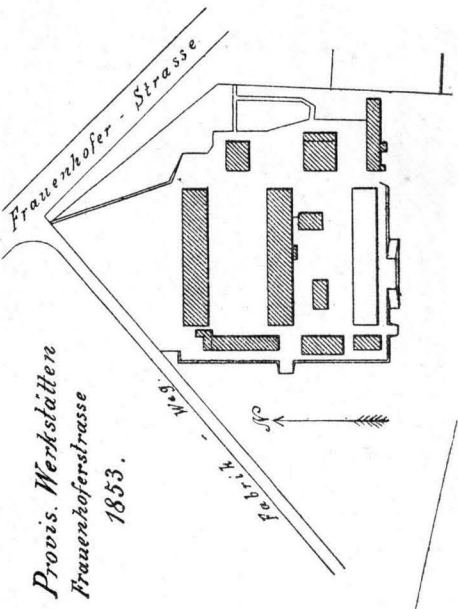 Frauenhofer - Strasse
Provis. Werkstätten
Frauenhoferstrasse
1853.
Fabrik - Weg.
N